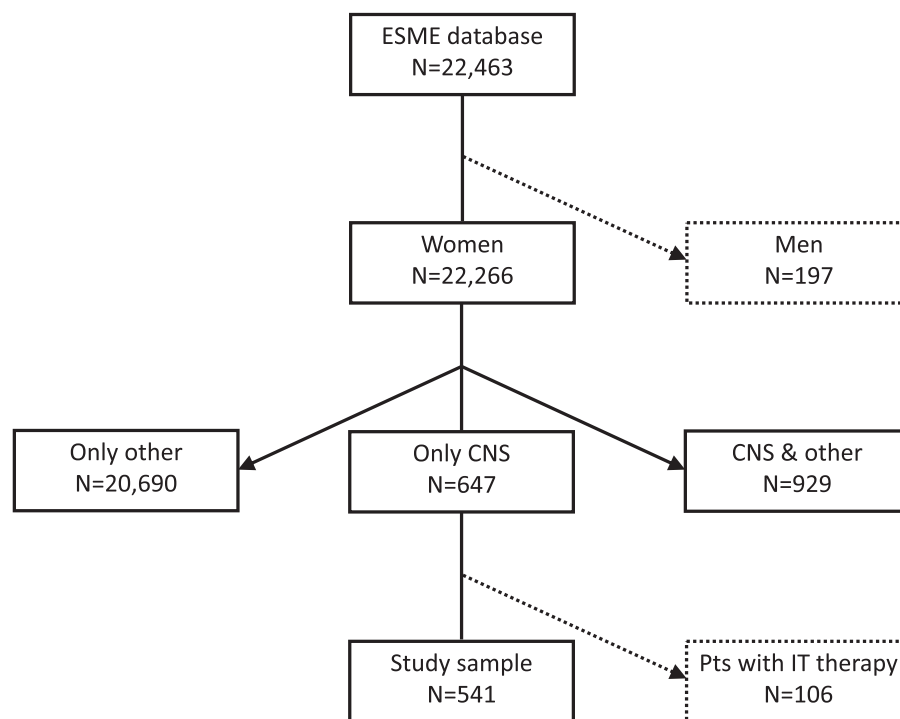 ESME database
N=22,463
Women
N=22,266
Men
N=197
Only other
N=20,690
Only CNS
N=647
CNS & other
N=929
Study sample
N=541
Pts with IT therapy
N=106